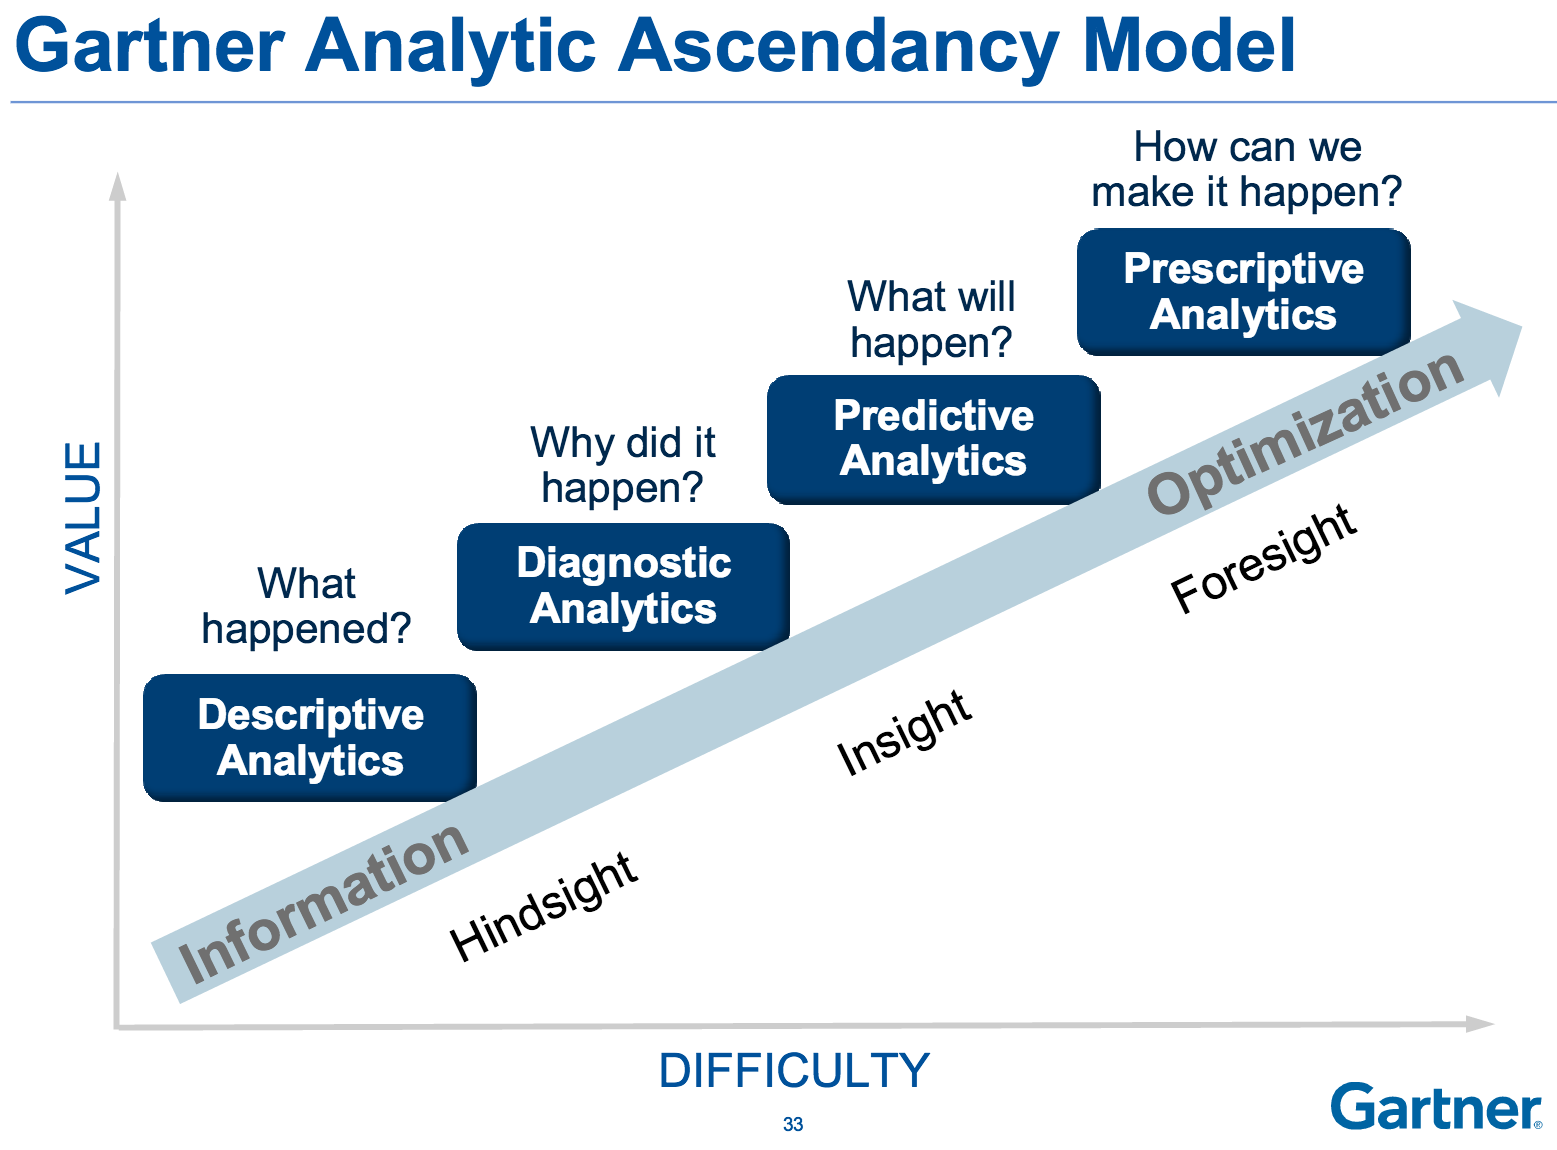 Gartner Analytic Ascendancy Model
How can we
make it happen?
Prescriptive
Analytics
What will
happen?
Predictive
Analytics
Why did it
happen?
Diagnostic
Analytics
What
happened?
Descriptive
Analytics
VALUE
Information
Optimization
Hindsight
Insight
Foresight
DIFFICULTY
33
Gartner®